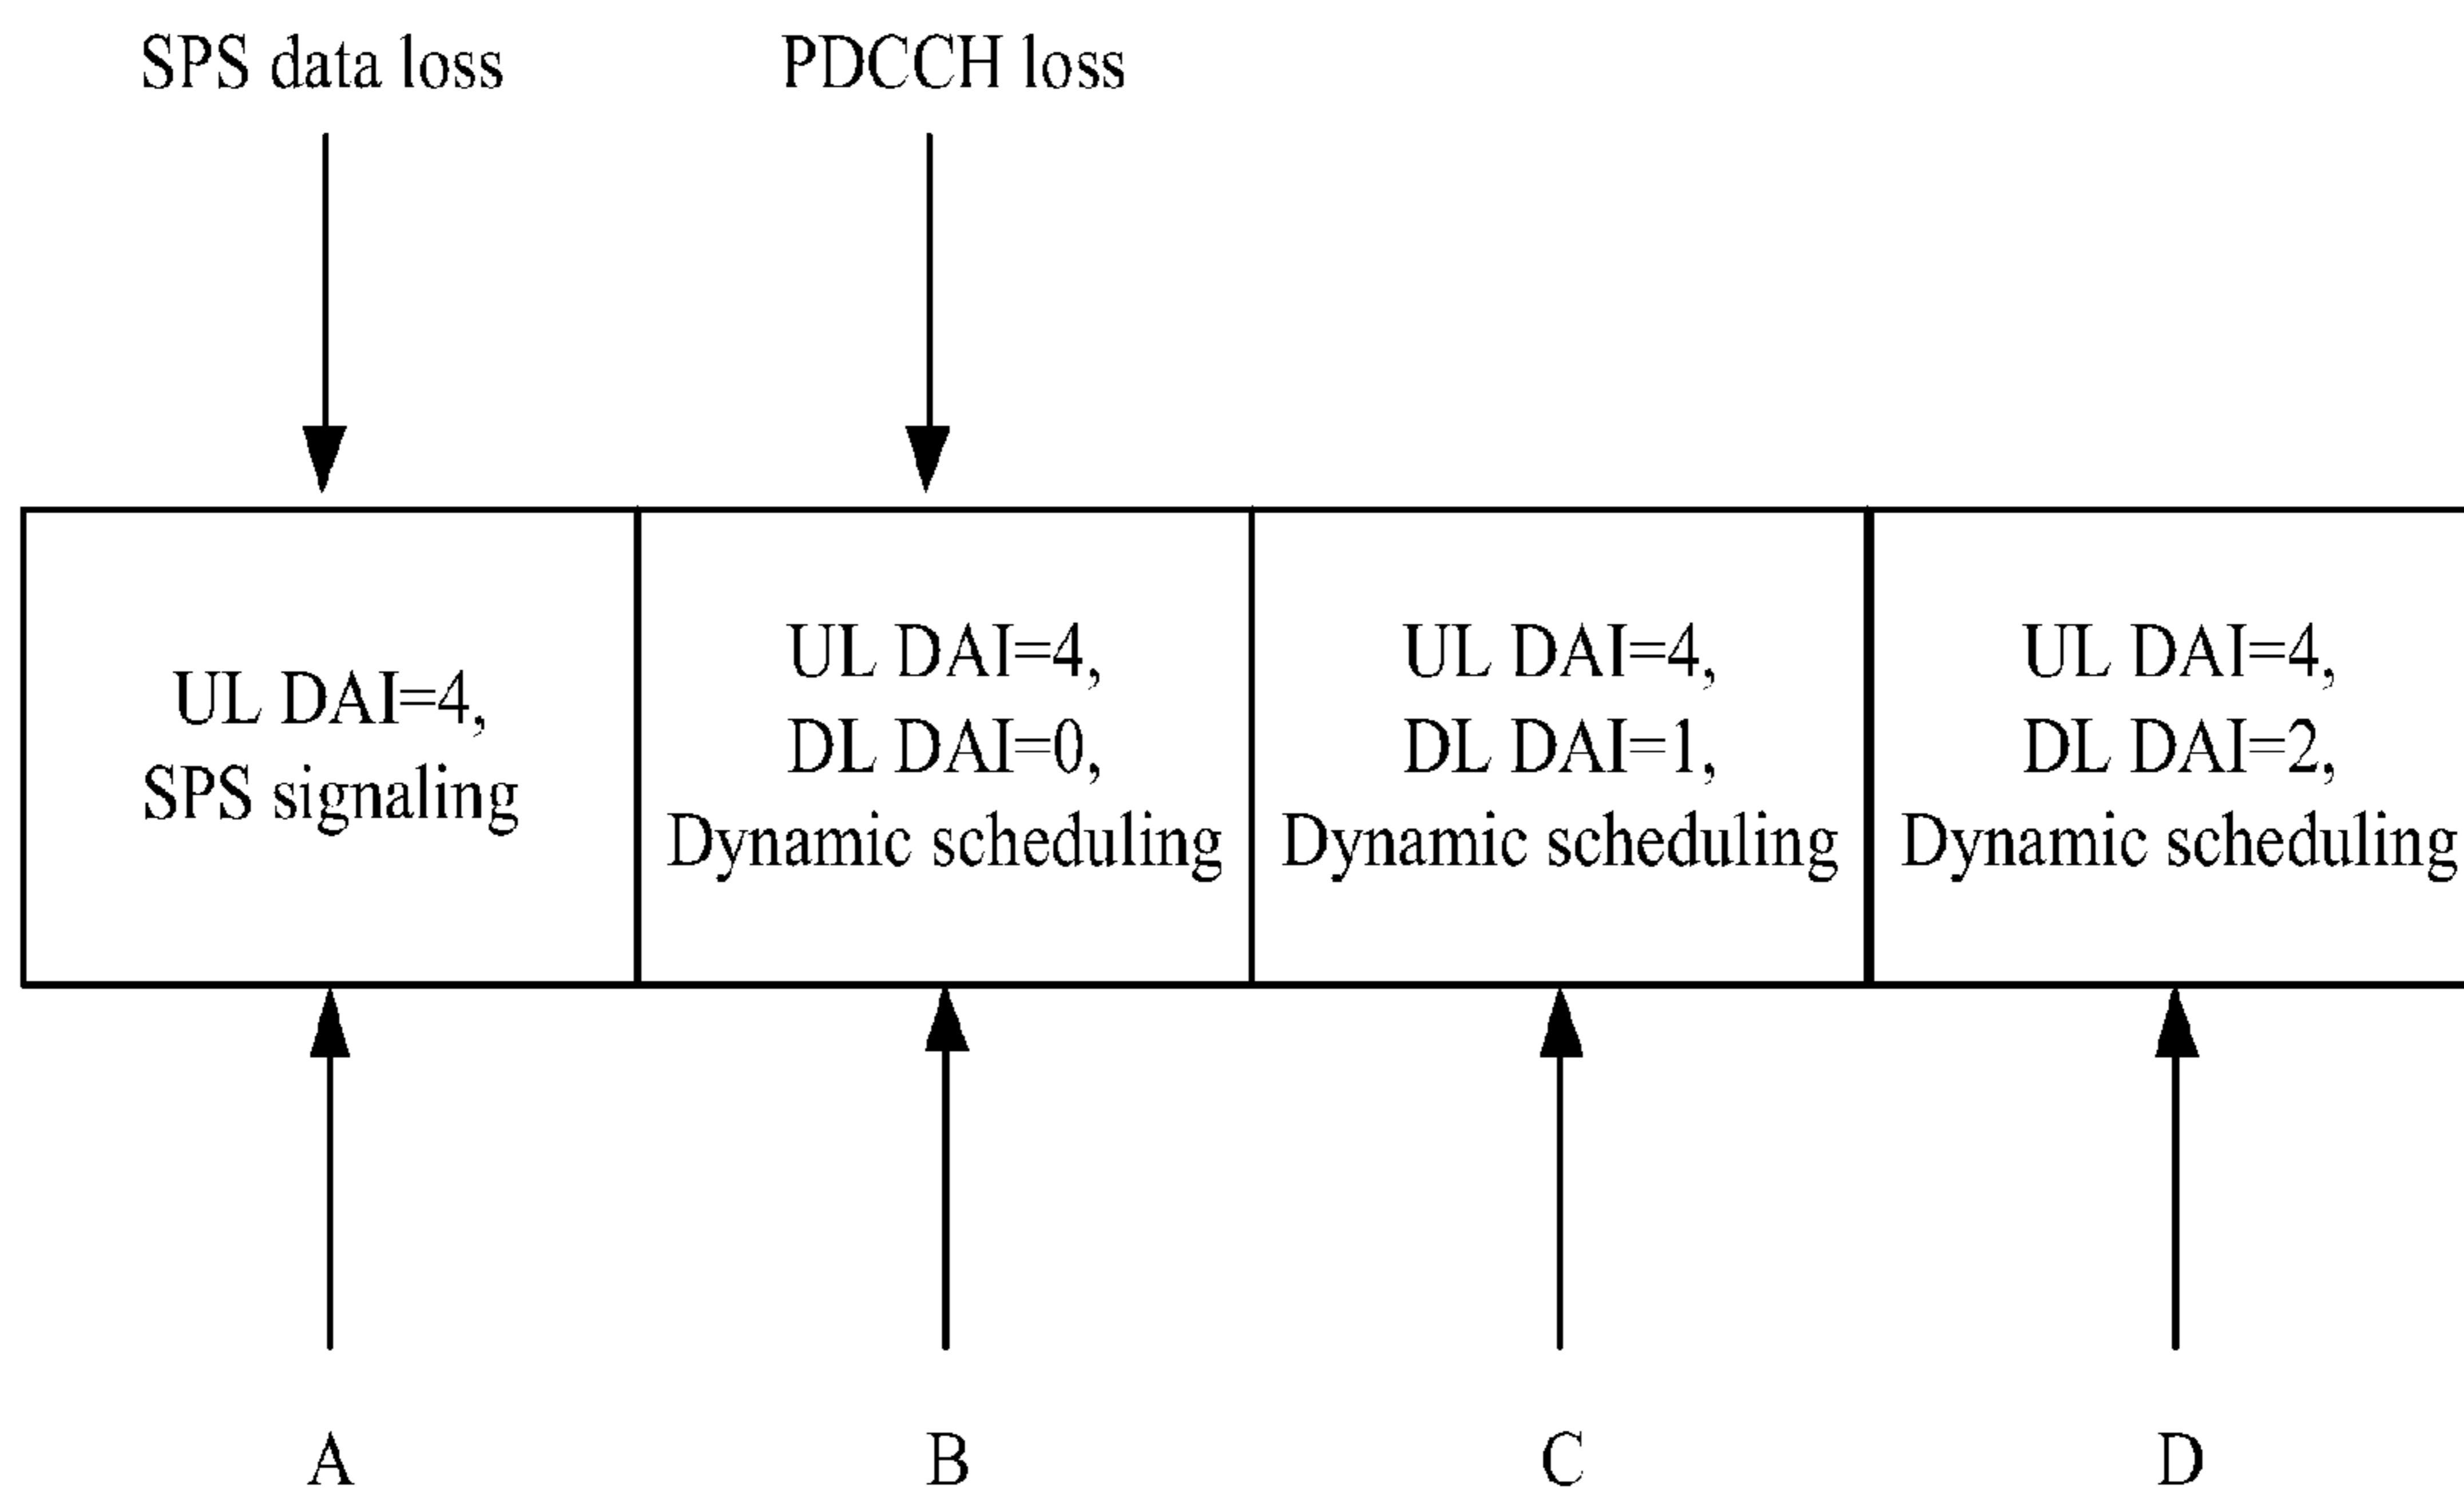 SPS data loss
PDCCH loss
UL DAI=4,
SPS signaling
UL DAI=4,
DL DAI=0,
Dynamic scheduling
UL DAI=4,
DL DAI=1,
Dynamic scheduling
UL DAI=4,
DL DAI=2,
Dynamic scheduling
A
B
C
D